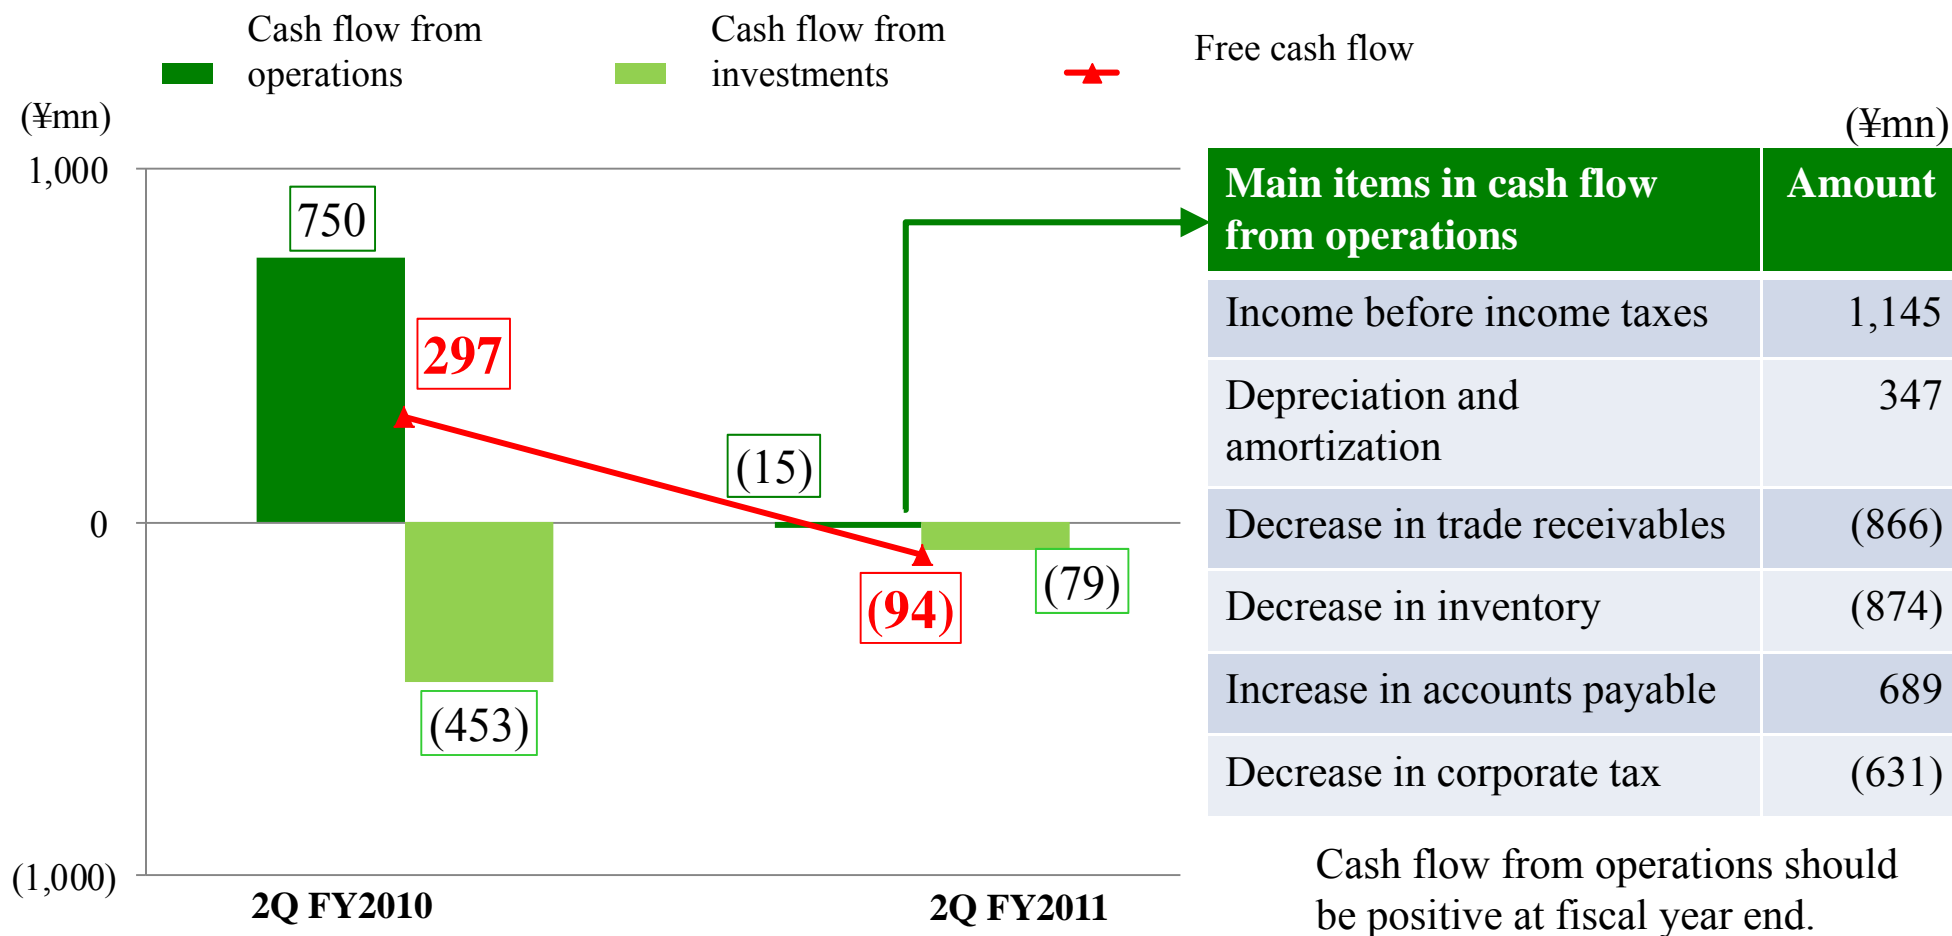 Cash flow from
operations
Cash flow from
investments
Free cash flow
(¥mn)
1,000
0
(1,000)
750
297
(453)
(15)
(94)
(79)
2Q FY2010
2Q FY2011
(¥mn)
Main items in cash flow
from operations
Amount
Income before income taxes 1,145
Depreciation and 347
amortization
Decrease in trade receivables (866)
Decrease in inventory (874)
Increase in accounts payable 689
Decrease in corporate tax (631)
Cash flow from operations should
be positive at fiscal year end.